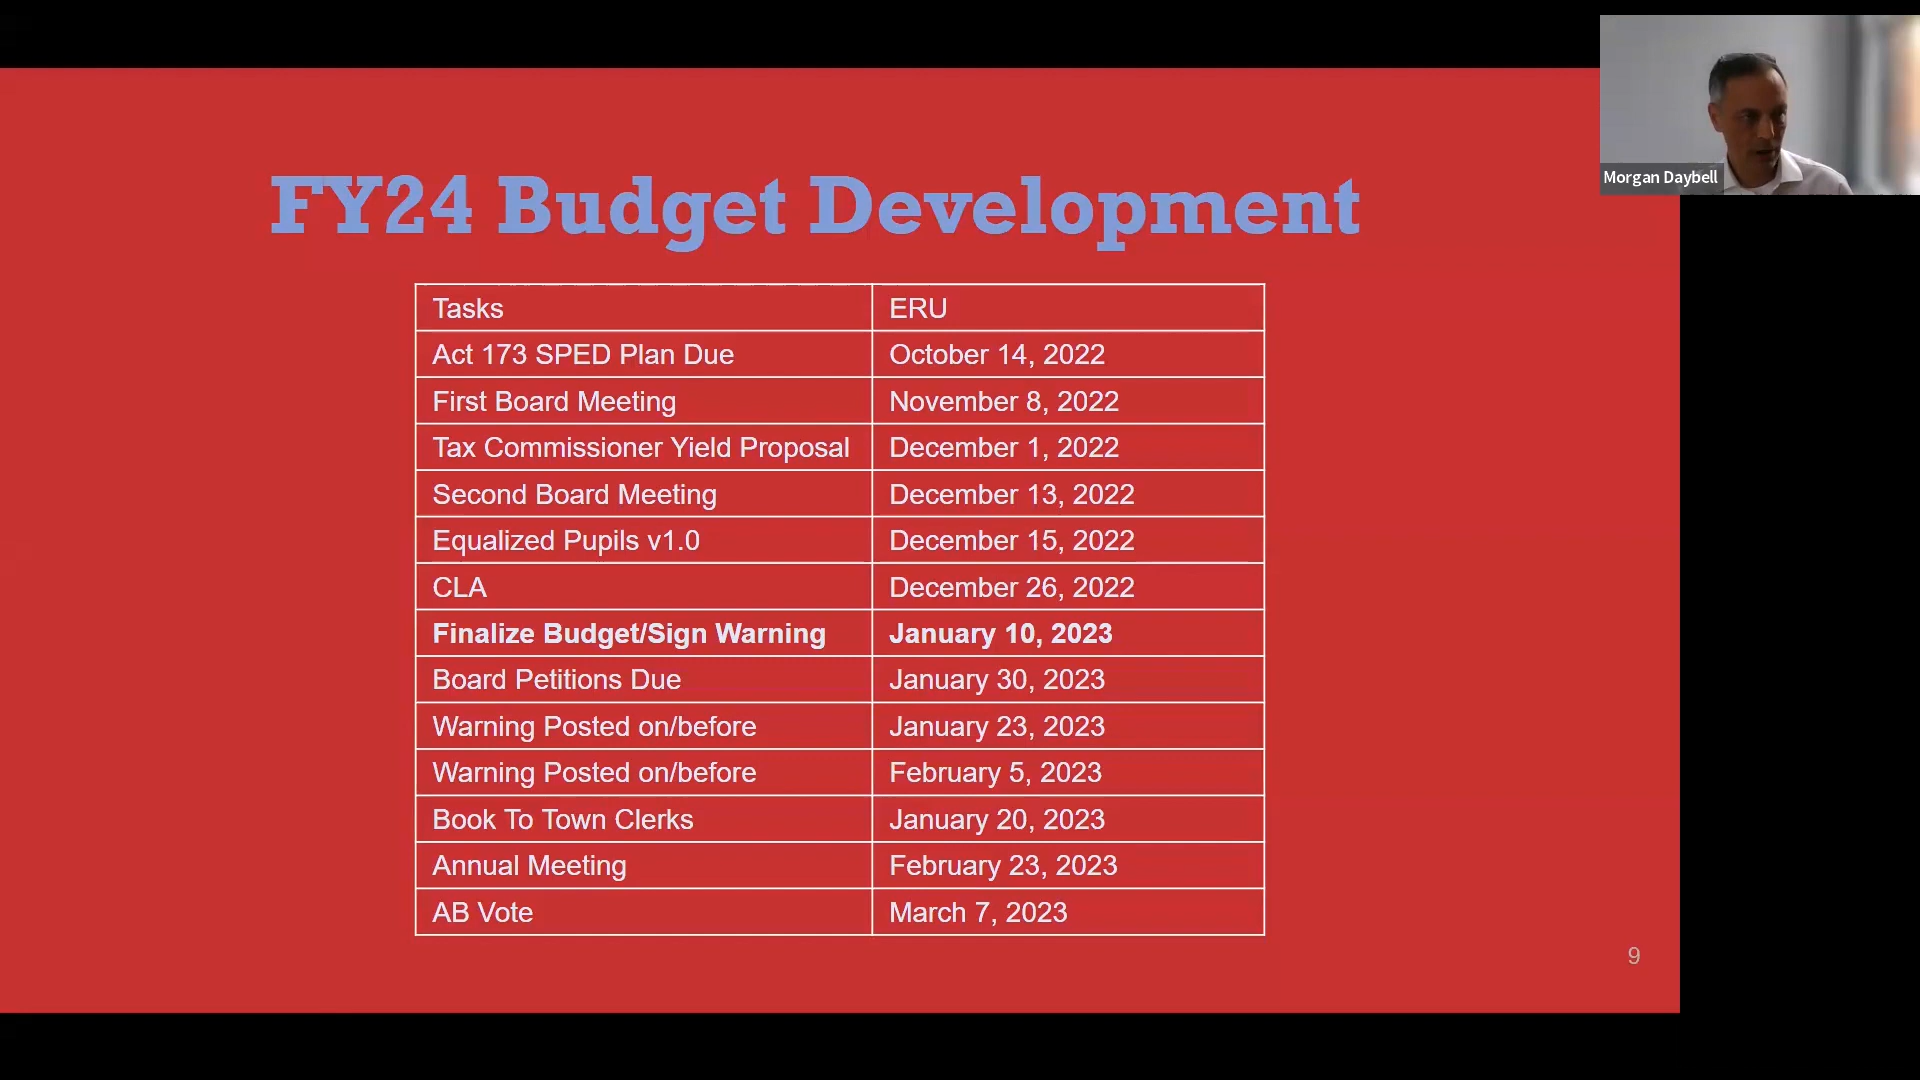 Morgan Daybell
FY24 Budget Development
Tasks ERU
Act 173 SPED Plan Due October 14, 2022
First Board Meeting November 8, 2022
Tax Commissioner Yield Proposal December 1, 2022
Second Board Meeting December 13, 2022
Equalized Pupils v1.0 December 15, 2022
CLA December 26, 2022
Finalize Budget/Sign Warning January 10, 2023
Board Petitions Due January 30, 2023
Warning Posted on/before January 23, 2023
Warning Posted on/before February 5, 2023
Book To Town Clerks January 20, 2023
Annual Meeting February 23, 2023
AB Vote March 7, 2023
9